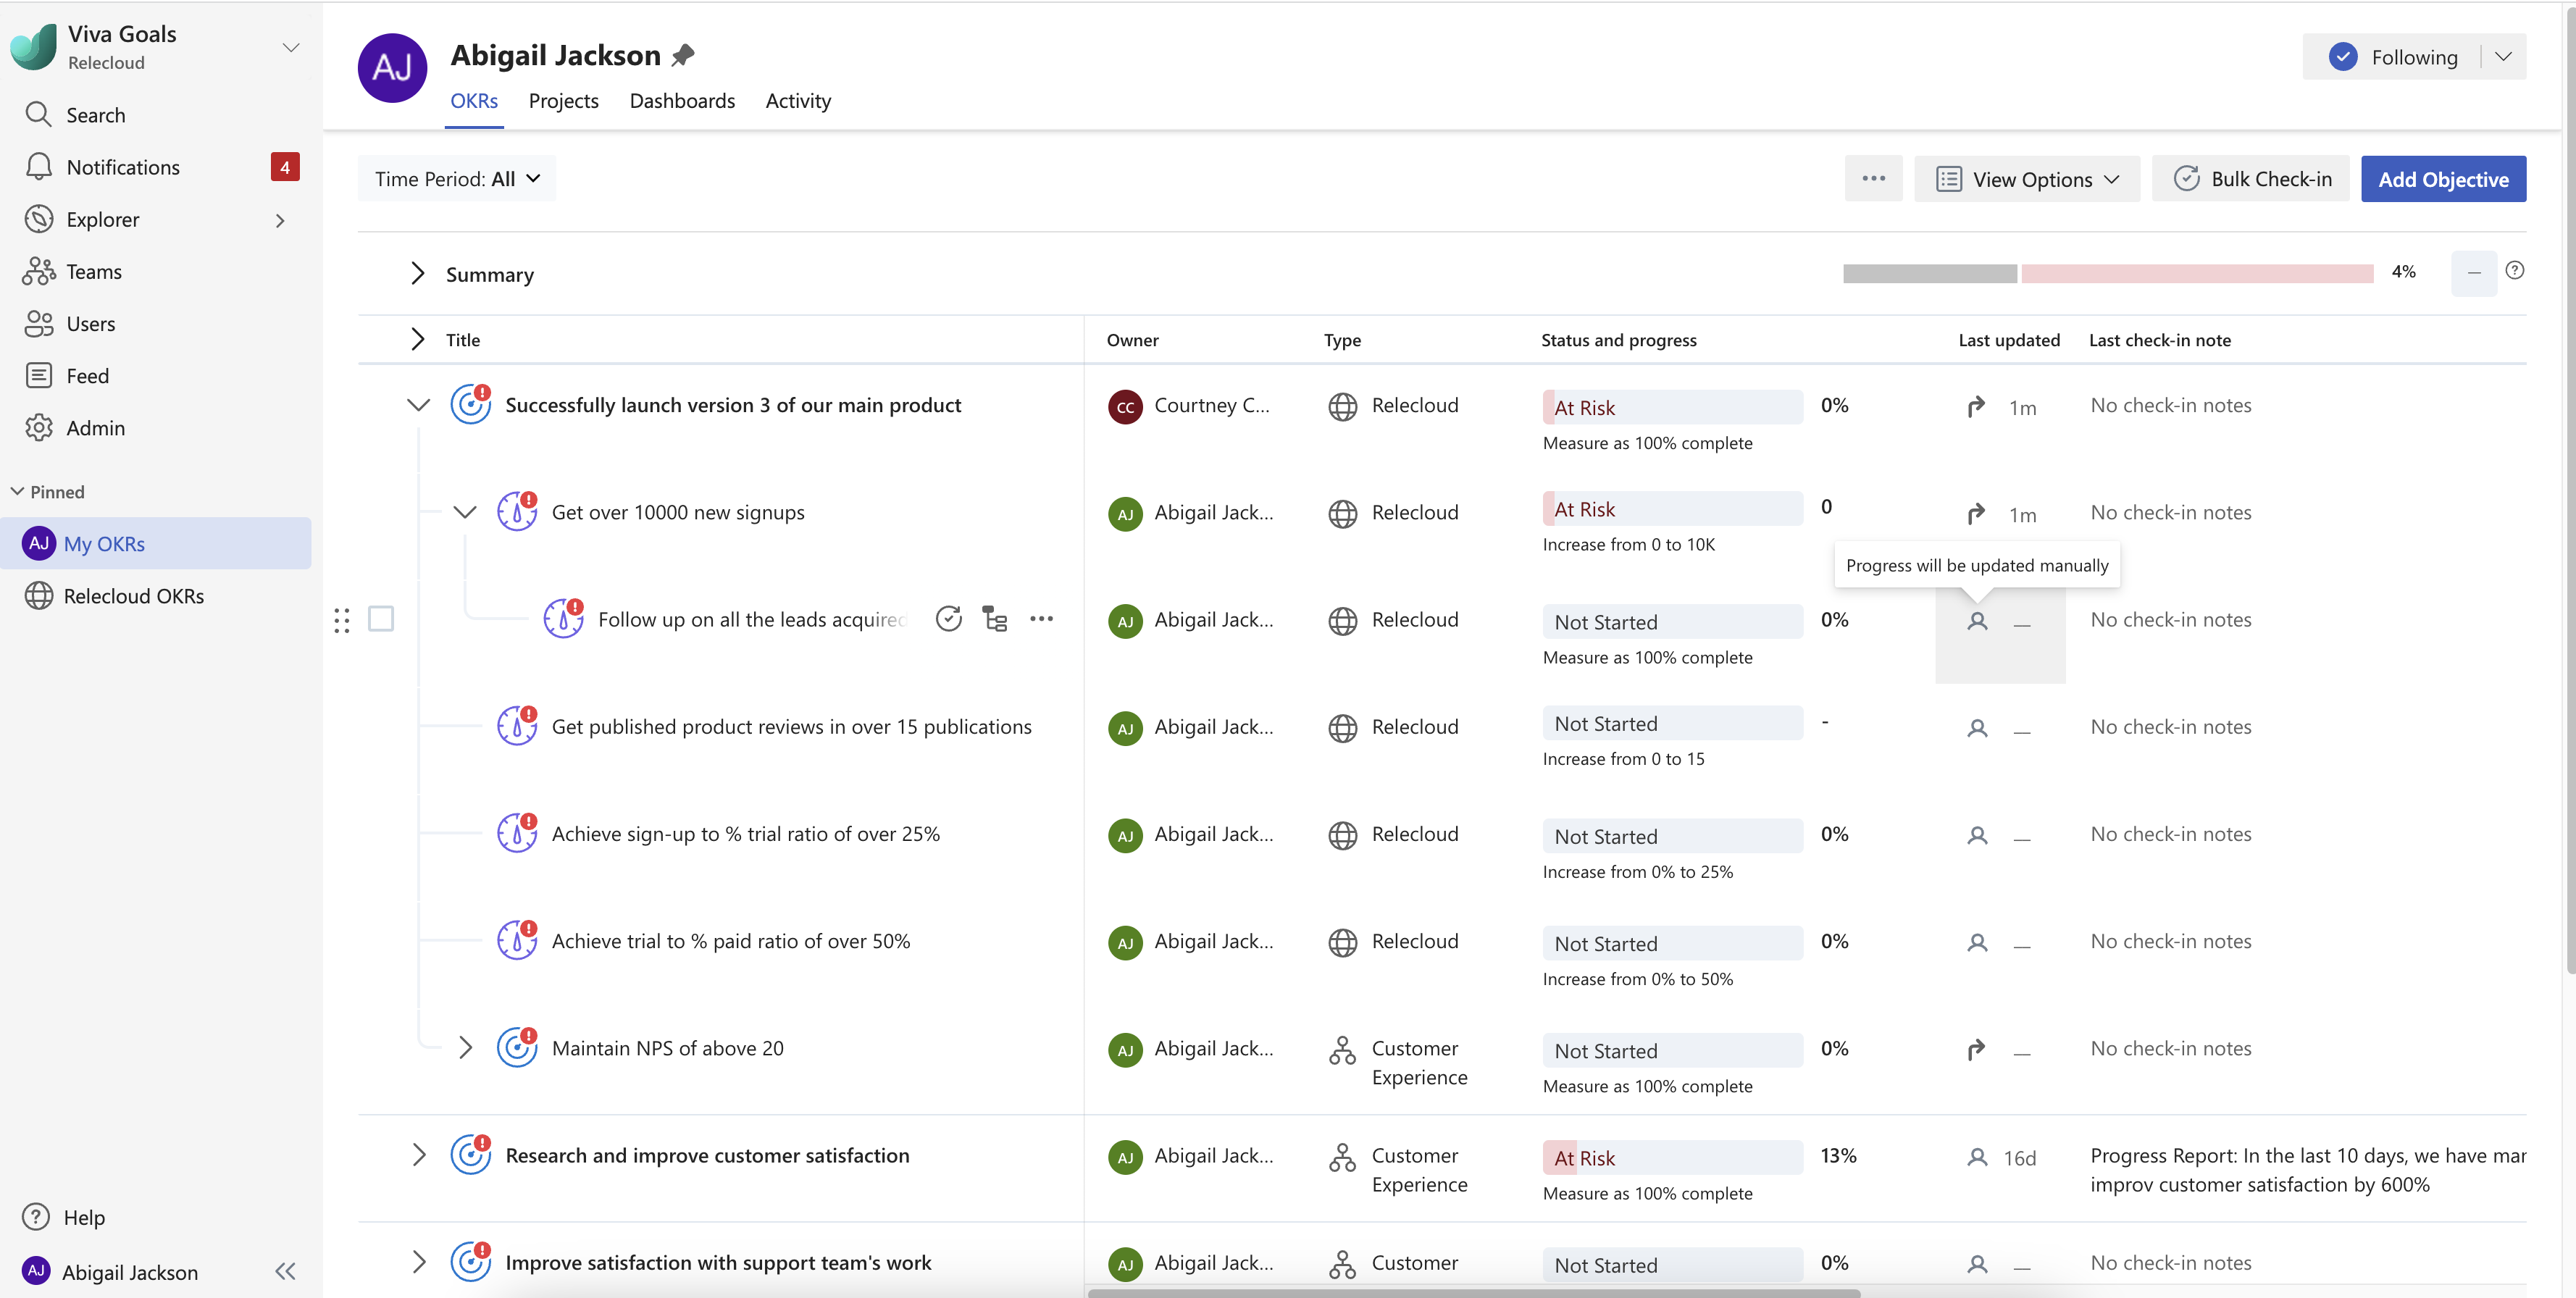 Viva Goals
Relecloud
Search
Notifications 4
Explorer
Teams
Users
Feed
Admin
Pinned
AJ My OKRs
Relecloud OKRs
Help
AJ Abigail Jackson
AJ Abigail Jackson
Following
OKRs Projects Dashboards Activity
Time Period: All
View Options
Bulk Check-in
Add Objective
Summary 4%
Title Owner Type Status and progress Last updated Last check-in note
Successfully launch version 3 of our main product CC Courtney C... Relecloud At Risk 0% 1m No check-in notes
Measure as 100% complete
Get over 10000 new signups AJ Abigail Jack... Relecloud At Risk 0 1m No check-in notes
Increase from 0 to 10K
Progress will be updated manually
Follow up on all the leads acquired AJ Abigail Jack... Relecloud Not Started 0% — No check-in notes
Measure as 100% complete
Get published product reviews in over 15 publications AJ Abigail Jack... Relecloud Not Started - — No check-in notes
Increase from 0 to 15
Achieve sign-up to % trial ratio of over 25% AJ Abigail Jack... Relecloud Not Started 0% — No check-in notes
Increase from 0% to 25%
Achieve trial to % paid ratio of over 50% AJ Abigail Jack... Relecloud Not Started 0% — No check-in notes
Increase from 0% to 50%
Maintain NPS of above 20 AJ Abigail Jack... Customer Not Started 0% — No check-in notes
Experience Measure as 100% complete
Research and improve customer satisfaction AJ Abigail Jack... Customer At Risk 13% 16d Progress Report: In the last 10 days, we have mar
Experience Measure as 100% complete improv customer satisfaction by 600%
Improve satisfaction with support team's work AJ Abigail Jack... Customer Not Started 0% — No check-in notes